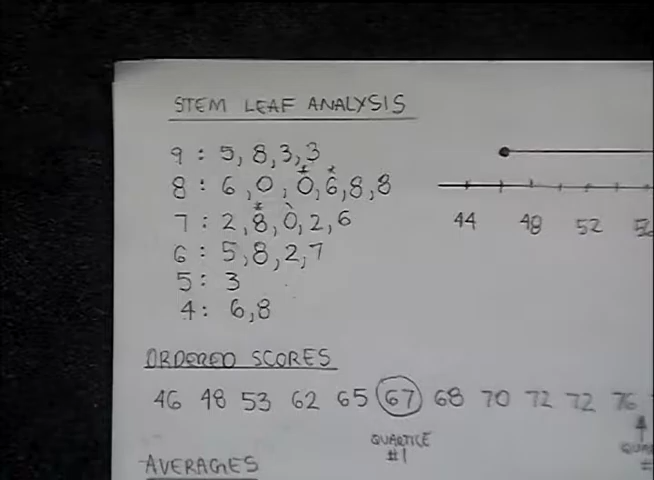 STEM LEAF ANALYSIS
9 : 5, 8, 3, 3
8 : 6, 0, 0, 6, 8, 8
7 : 2, 8, 0, 2, 6
6 : 5, 8, 2, 7
5 : 3
4 : 6, 8
44 48 52 56
ORDERED SCORES
46 48 53 62 65 67 68 70 72 72 76
QUARTICE
#1
AVERAGES